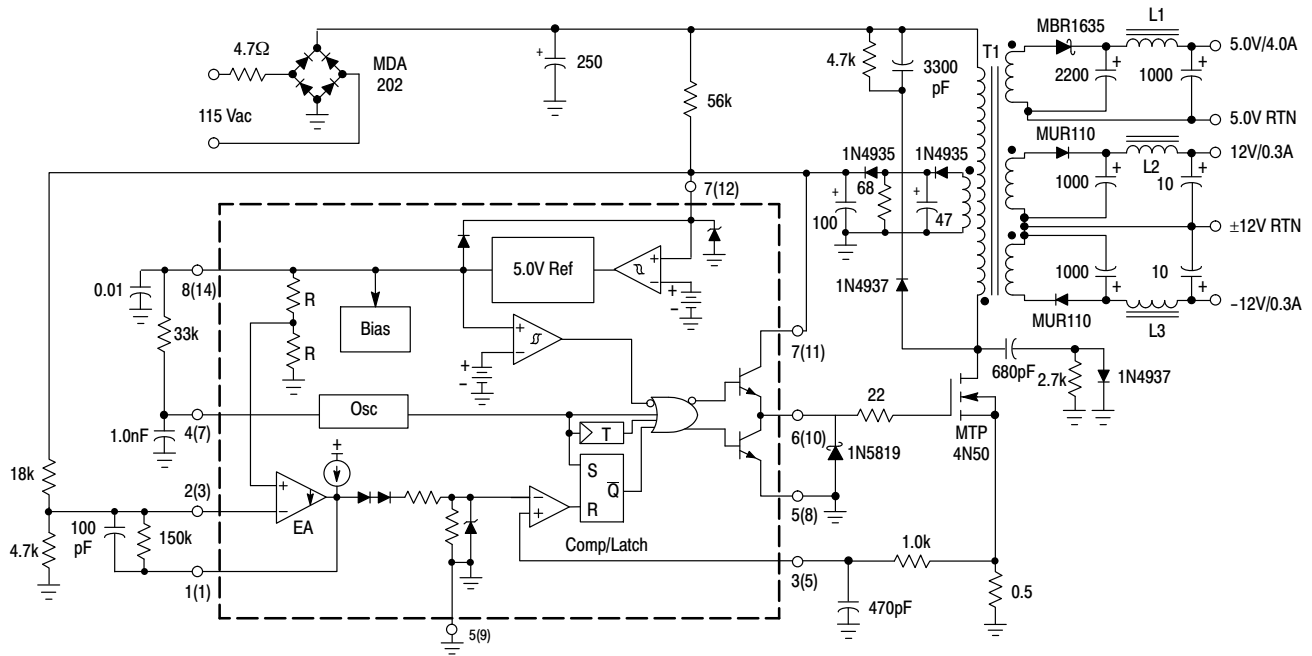 4.7Ω
MDA
202
115 Vac
+
250
56k
4.7k
3300
pF
T1
MBR1635
L1
5.0V/4.0A
+
2200
+
1000
5.0V RTN
MUR110
12V/0.3A
L2
+
1000
+
10
±12V RTN
1000
+
10
+
MUR110
–12V/0.3A
L3
1N4935
1N4935
68
+
100
+
47
1N4937
680pF
2.7k
1N4937
7(12)
0.01
8(14)
33k
R
R
Bias
5.0V Ref
+
–
+
–
+
–
+
–
7(11)
Osc
4(7)
1.0nF
T
S
Q
R
6(10)
22
1N5819
MTP
4N50
5(8)
18k
2(3)
+
+
–
EA
100
pF
150k
4.7k
1(1)
–
+
Comp/Latch
3(5)
1.0k
470pF
0.5
5(9)